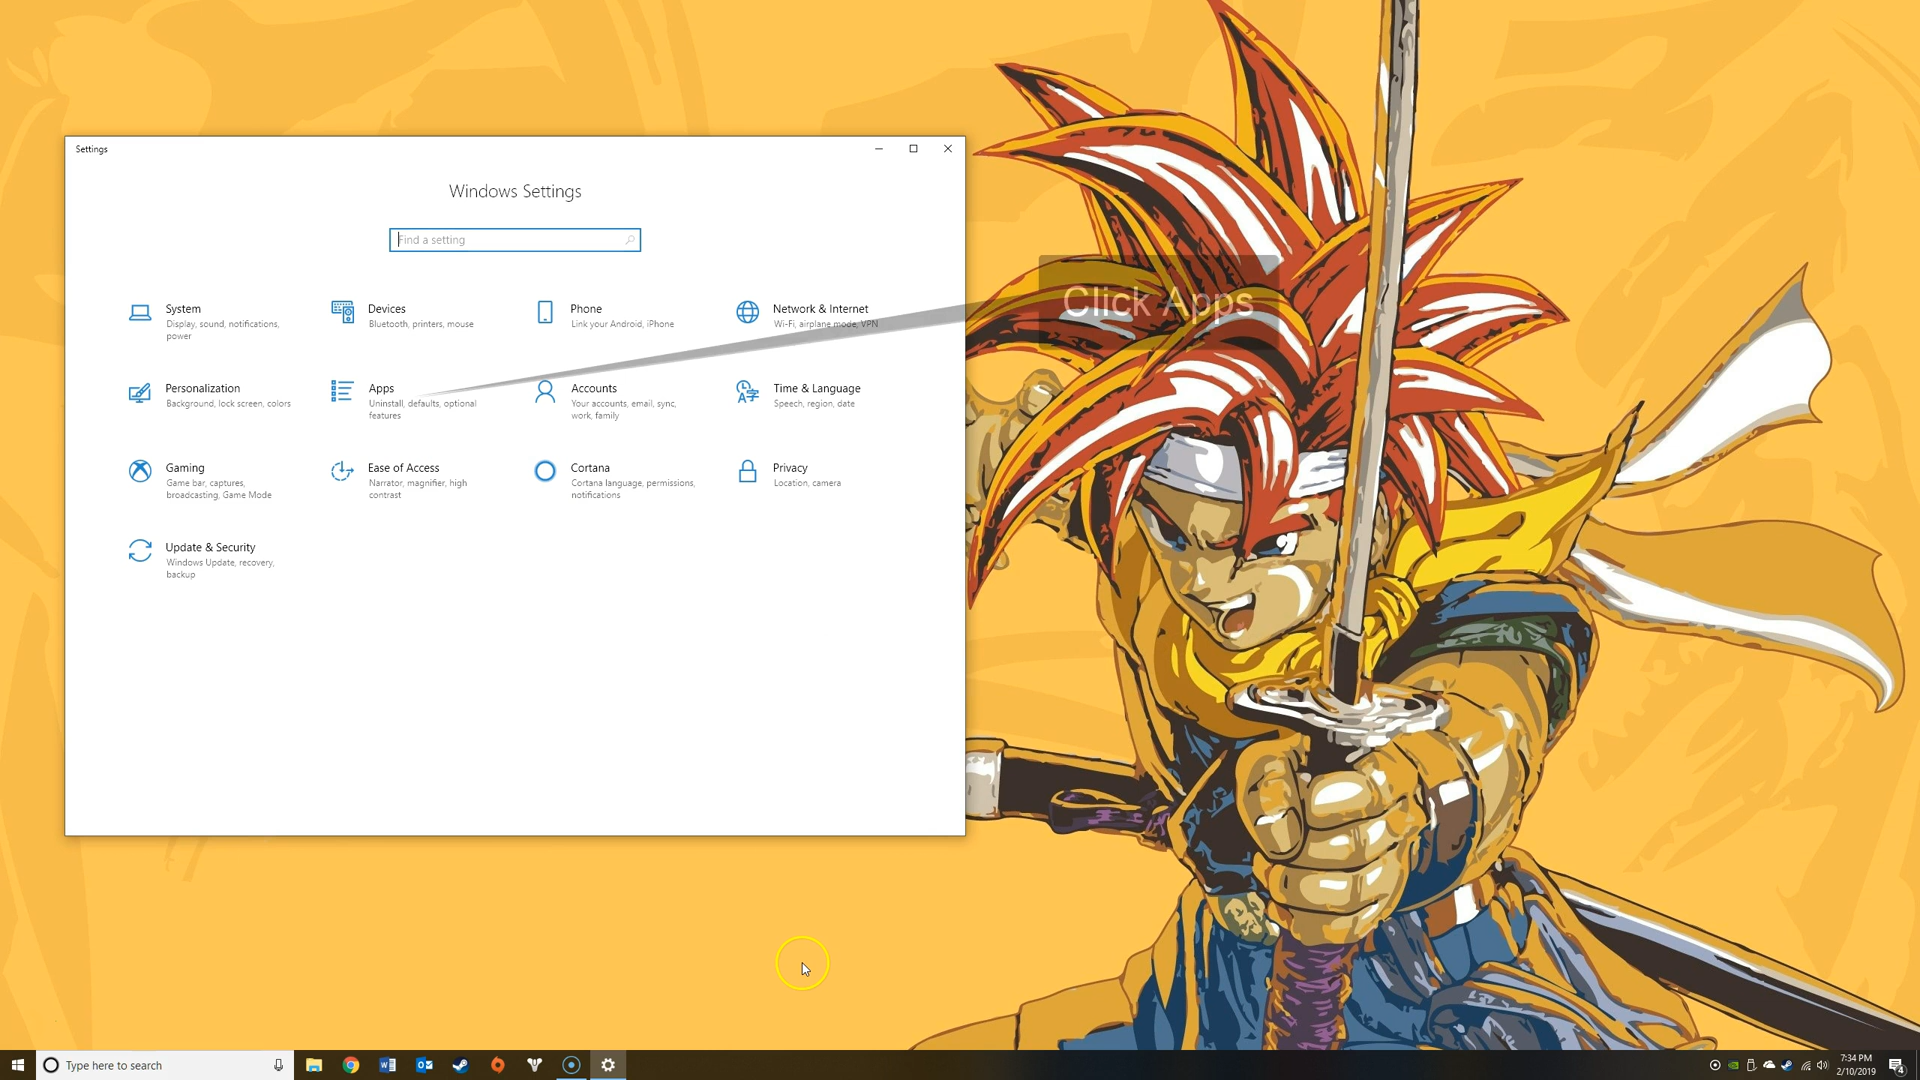 Settings
Windows Settings
Find a setting
System
Display, sound, notifications,
power
Devices
Bluetooth, printers, mouse
Phone
Link your Android, iPhone
Network & Internet
Wi-Fi, airplane mode, VPN
Click Apps
Personalization
Background, lock screen, colors
Apps
Uninstall, defaults, optional
features
Accounts
Your accounts, email, sync,
work, family
Time & Language
Speech, region, date
Gaming
Game bar, captures,
broadcasting, Game Mode
Ease of Access
Narrator, magnifier, high
contrast
Cortana
Cortana language, permissions,
notifications
Privacy
Location, camera
Update & Security
Windows Update, recovery,
backup
Type here to search
7:34 PM
2/10/2019
4